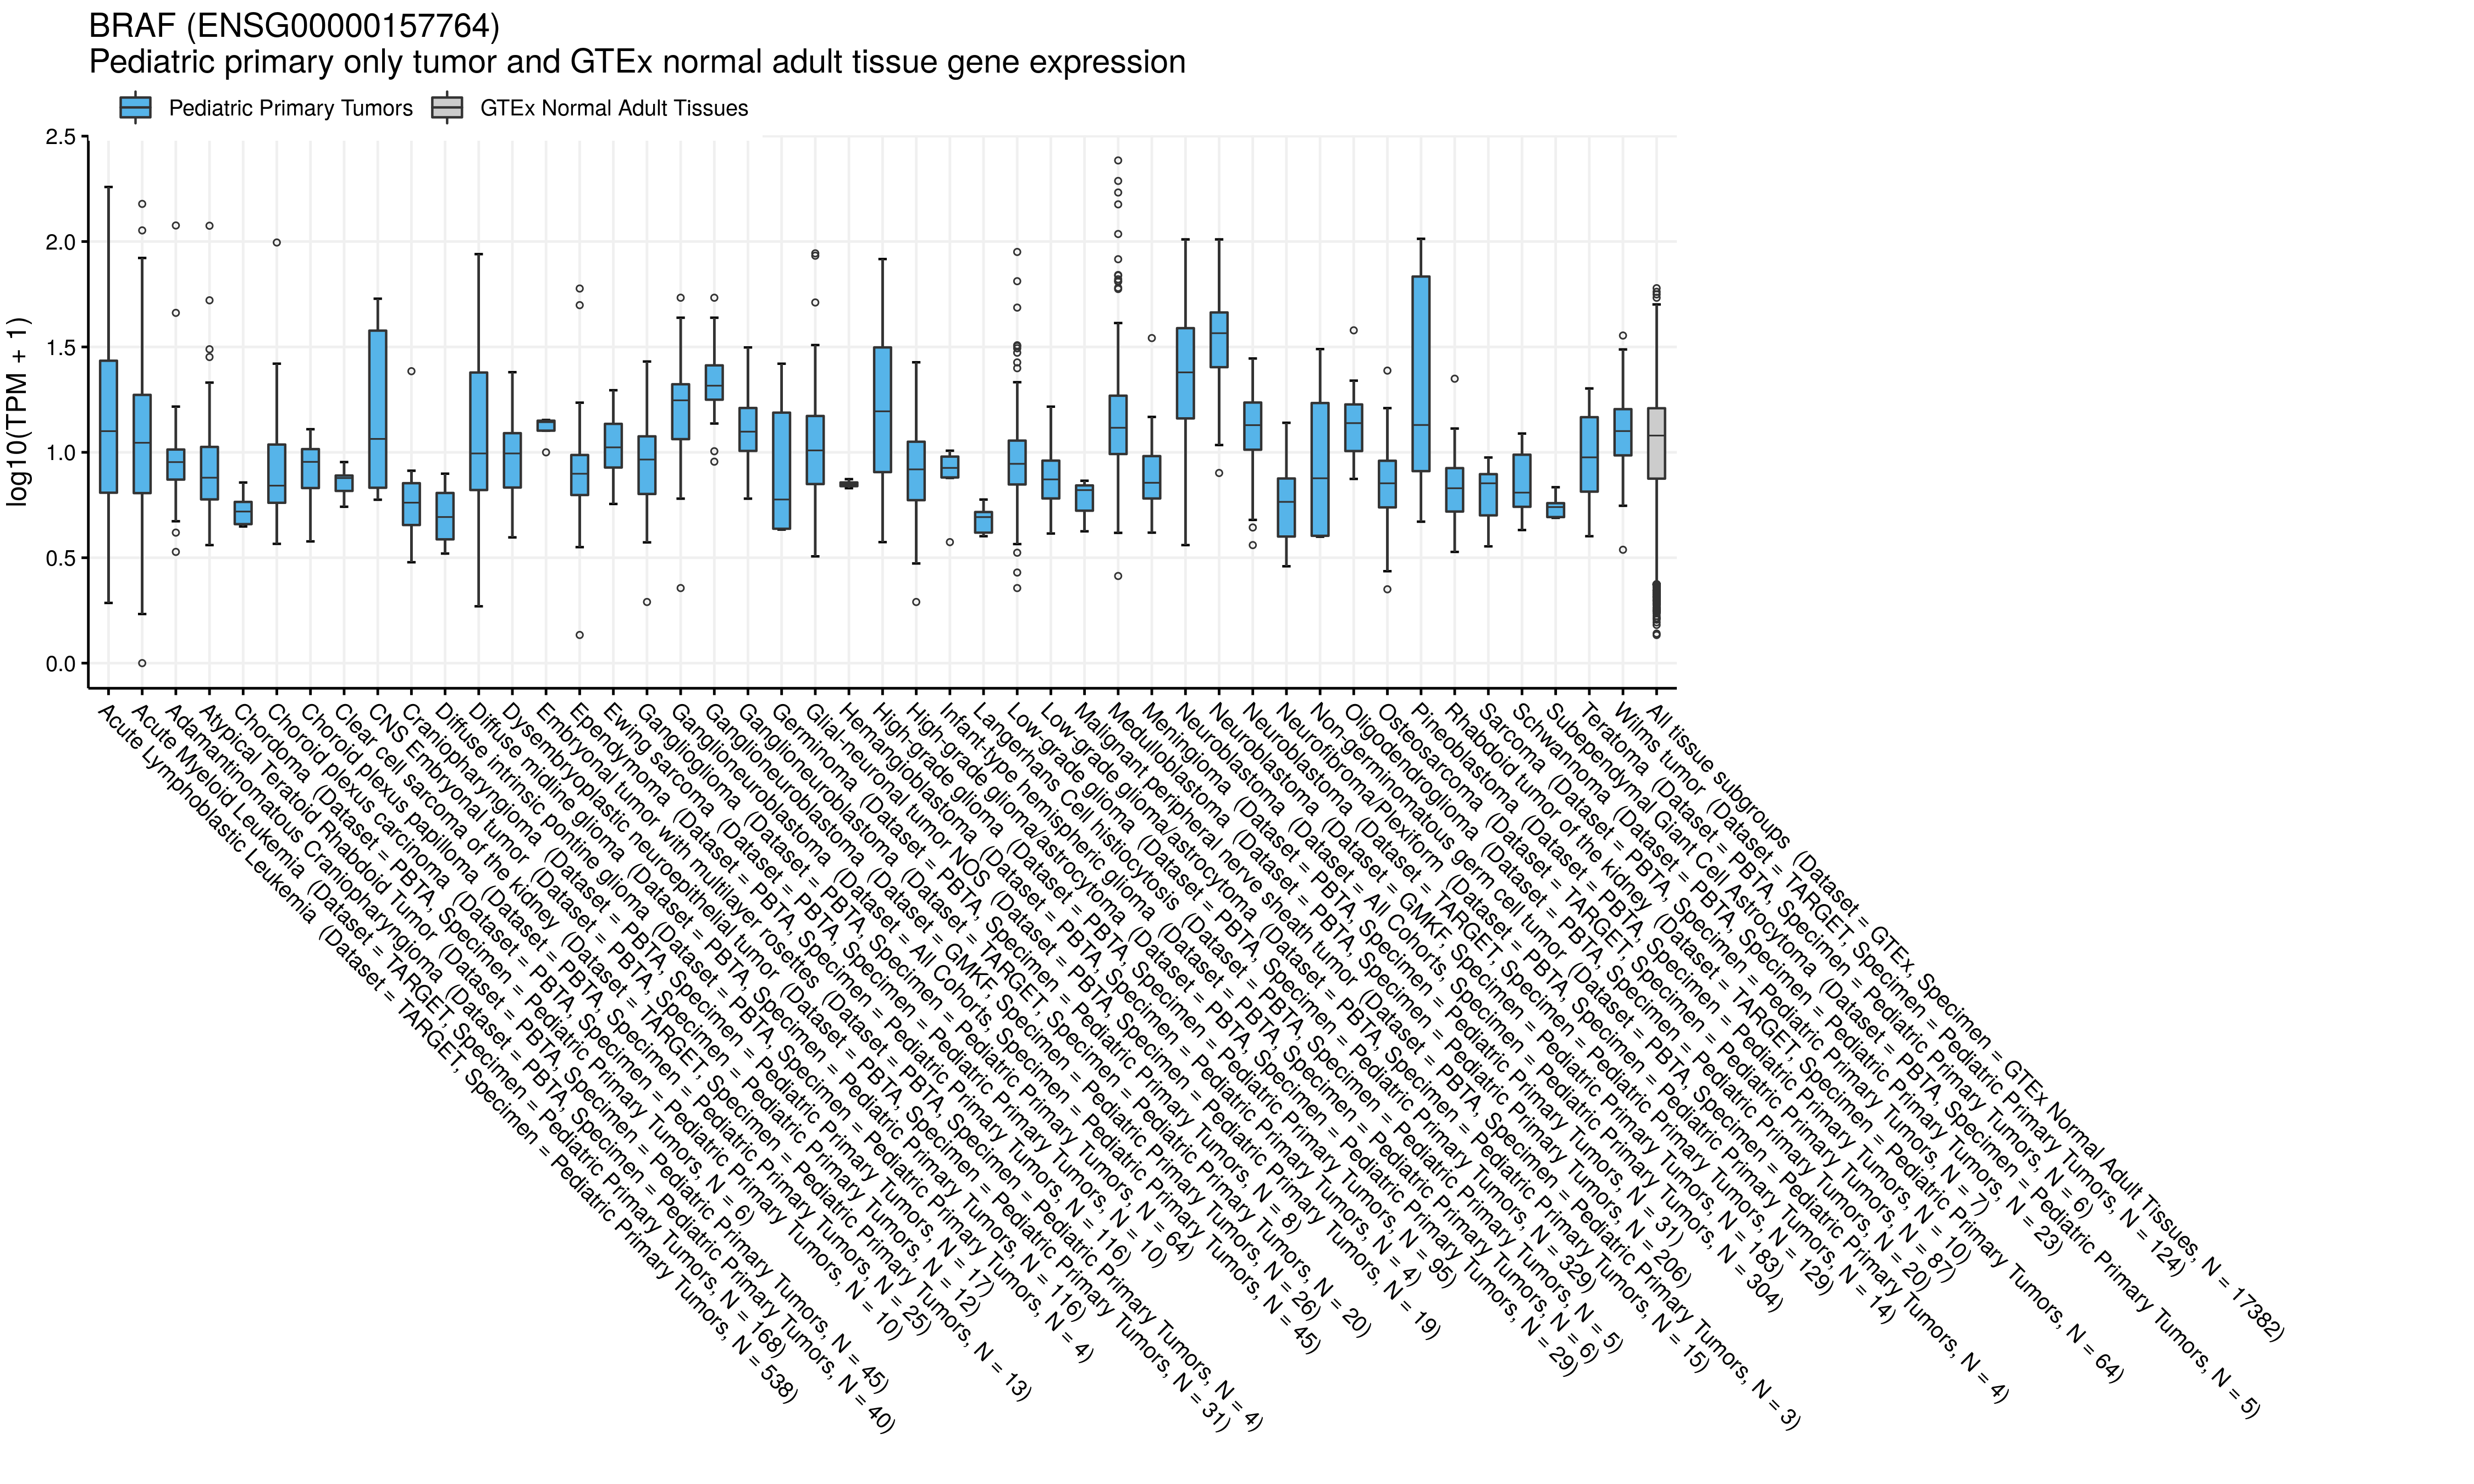 BRAF (ENSG00000157764)
Pediatric primary only tumor and GTEx normal adult tissue gene expression
Pediatric Primary Tumors
GTEx Normal Adult Tissues
log10(TPM + 1)
2.5
2.0
1.5
1.0
0.5
0.0
Acute Lymphoblastic Leukemia (Dataset = TARGET, Specimen = Pediatric Primary Tumors, N = 538)
Acute Myeloid Leukemia (Dataset = TARGET, Specimen = Pediatric Primary Tumors, N = 168)
Adamantinomatous Craniopharyngioma (Dataset = PBTA, Specimen = Pediatric Primary Tumors, N = 40)
Atypical Teratoid Rhabdoid Tumor (Dataset = PBTA, Specimen = Pediatric Primary Tumors, N = 45)
Chordoma (Dataset = PBTA, Specimen = Pediatric Primary Tumors, N = 6)
Choroid plexus carcinoma (Dataset = PBTA, Specimen = Pediatric Primary Tumors, N = 10)
Choroid plexus papilloma (Dataset = PBTA, Specimen = Pediatric Primary Tumors, N = 25)
Clear cell sarcoma of the kidney (Dataset = TARGET, Specimen = Pediatric Primary Tumors, N = 13)
CNS Embryonal tumor (Dataset = PBTA, Specimen = Pediatric Primary Tumors, N = 12)
Craniopharyngioma (Dataset = PBTA, Specimen = Pediatric Primary Tumors, N = 17)
Diffuse intrinsic pontine glioma (Dataset = PBTA, Specimen = Pediatric Primary Tumors, N = 4)
Diffuse midline glioma (Dataset = PBTA, Specimen = Pediatric Primary Tumors, N = 116)
Dysembryoplastic neuroepithelial tumor (Dataset = PBTA, Specimen = Pediatric Primary Tumors, N = 31)
Embryonal tumor with multilayer rosettes (Dataset = PBTA, Specimen = Pediatric Primary Tumors, N = 4)
Ependymoma (Dataset = PBTA, Specimen = Pediatric Primary Tumors, N = 116)
Ewing sarcoma (Dataset = PBTA, Specimen = Pediatric Primary Tumors, N = 10)
Ganglioglioma (Dataset = PBTA, Specimen = Pediatric Primary Tumors, N = 64)
Ganglioneuroblastoma (Dataset = All Cohorts, Specimen = Pediatric Primary Tumors, N = 45)
Ganglioneuroblastoma (Dataset = GMKF, Specimen = Pediatric Primary Tumors, N = 26)
Ganglioneuroblastoma (Dataset = TARGET, Specimen = Pediatric Primary Tumors, N = 20)
Germinoma (Dataset = PBTA, Specimen = Pediatric Primary Tumors, N = 8)
Glial-neuronal tumor NOS (Dataset = PBTA, Specimen = Pediatric Primary Tumors, N = 19)
Hemangioblastoma (Dataset = PBTA, Specimen = Pediatric Primary Tumors, N = 4)
High-grade glioma (Dataset = PBTA, Specimen = Pediatric Primary Tumors, N = 95)
High-grade glioma/astrocytoma (Dataset = PBTA, Specimen = Pediatric Primary Tumors, N = 29)
Infant-type hemispheric glioma (Dataset = PBTA, Specimen = Pediatric Primary Tumors, N = 6)
Langerhans Cell histiocytosis (Dataset = PBTA, Specimen = Pediatric Primary Tumors, N = 5)
Low-grade glioma (Dataset = PBTA, Specimen = Pediatric Primary Tumors, N = 329)
Low-grade glioma/astrocytoma (Dataset = PBTA, Specimen = Pediatric Primary Tumors, N = 15)
Malignant peripheral nerve sheath tumor (Dataset = PBTA, Specimen = Pediatric Primary Tumors, N = 3)
Medulloblastoma (Dataset = PBTA, Specimen = Pediatric Primary Tumors, N = 206)
Meningioma (Dataset = PBTA, Specimen = Pediatric Primary Tumors, N = 31)
Neuroblastoma (Dataset = All Cohorts, Specimen = Pediatric Primary Tumors, N = 304)
Neuroblastoma (Dataset = GMKF, Specimen = Pediatric Primary Tumors, N = 183)
Neuroblastoma (Dataset = TARGET, Specimen = Pediatric Primary Tumors, N = 129)
Neurofibroma/Plexiform (Dataset = PBTA, Specimen = Pediatric Primary Tumors, N = 14)
Non-germinomatous germ cell tumor (Dataset = PBTA, Specimen = Pediatric Primary Tumors, N = 4)
Oligodendroglioma (Dataset = PBTA, Specimen = Pediatric Primary Tumors, N = 20)
Osteosarcoma (Dataset = TARGET, Specimen = Pediatric Primary Tumors, N = 87)
Pineoblastoma (Dataset = PBTA, Specimen = Pediatric Primary Tumors, N = 10)
Rhabdoid tumor of the kidney (Dataset = TARGET, Specimen = Pediatric Primary Tumors, N = 64)
Sarcoma (Dataset = PBTA, Specimen = Pediatric Primary Tumors, N = 7)
Schwannoma (Dataset = PBTA, Specimen = Pediatric Primary Tumors, N = 23)
Subependymal Giant Cell Astrocytoma (Dataset = PBTA, Specimen = Pediatric Primary Tumors, N = 5)
Teratoma (Dataset = PBTA, Specimen = Pediatric Primary Tumors, N = 6)
Wilms tumor (Dataset = TARGET, Specimen = Pediatric Primary Tumors, N = 124)
All tissue subgroups (Dataset = GTEx, Specimen = GTEx Normal Adult Tissues, N = 17382)